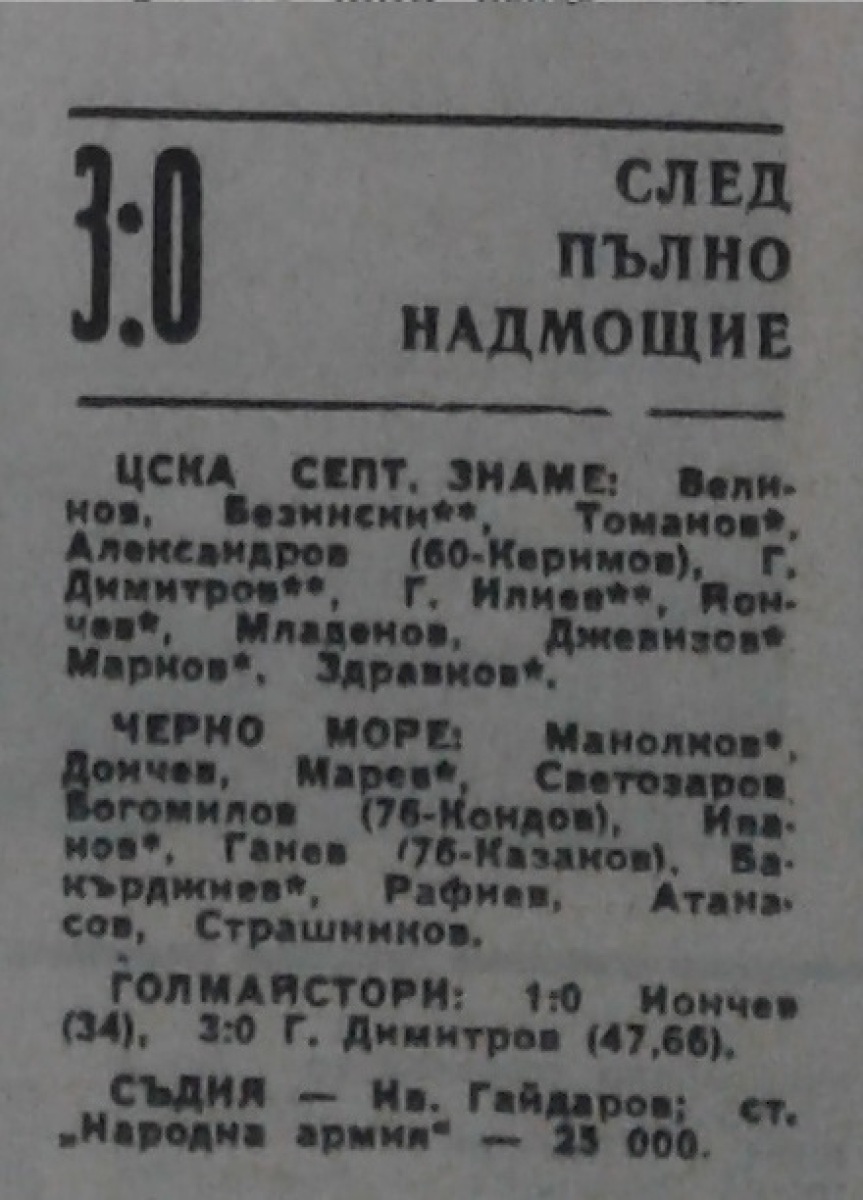 3:0
СЛЕД
ПЪЛНО
НАДМОЩИЕ
ЦСКА СЕПТ. ЗНАМЕ: Вели-
нов, Безински**, Томанов*,
Александров (60-Керимов), Г.
Димитров**, Г. Илиев**, Йон-
чев*, Младенов, Джевизов*
Марков*, Здравков*.
ЧЕРНО МОРЕ: Манолков*,
Дончев, Марев*, Светозаров
Богомилов (76-Кондов), Ива-
нов*, Ганев (76-Казаков), Ба-
кърджиев*, Рафиев, Атана-
сов, Страшников.
ГОЛМАЙСТОРИ: 1:0 Йончев
(34), 3:0 Г. Димитров (47,66).
СЪДИЯ — Ив. Гайдаров; ст.
„Народна армия“ — 25 000.